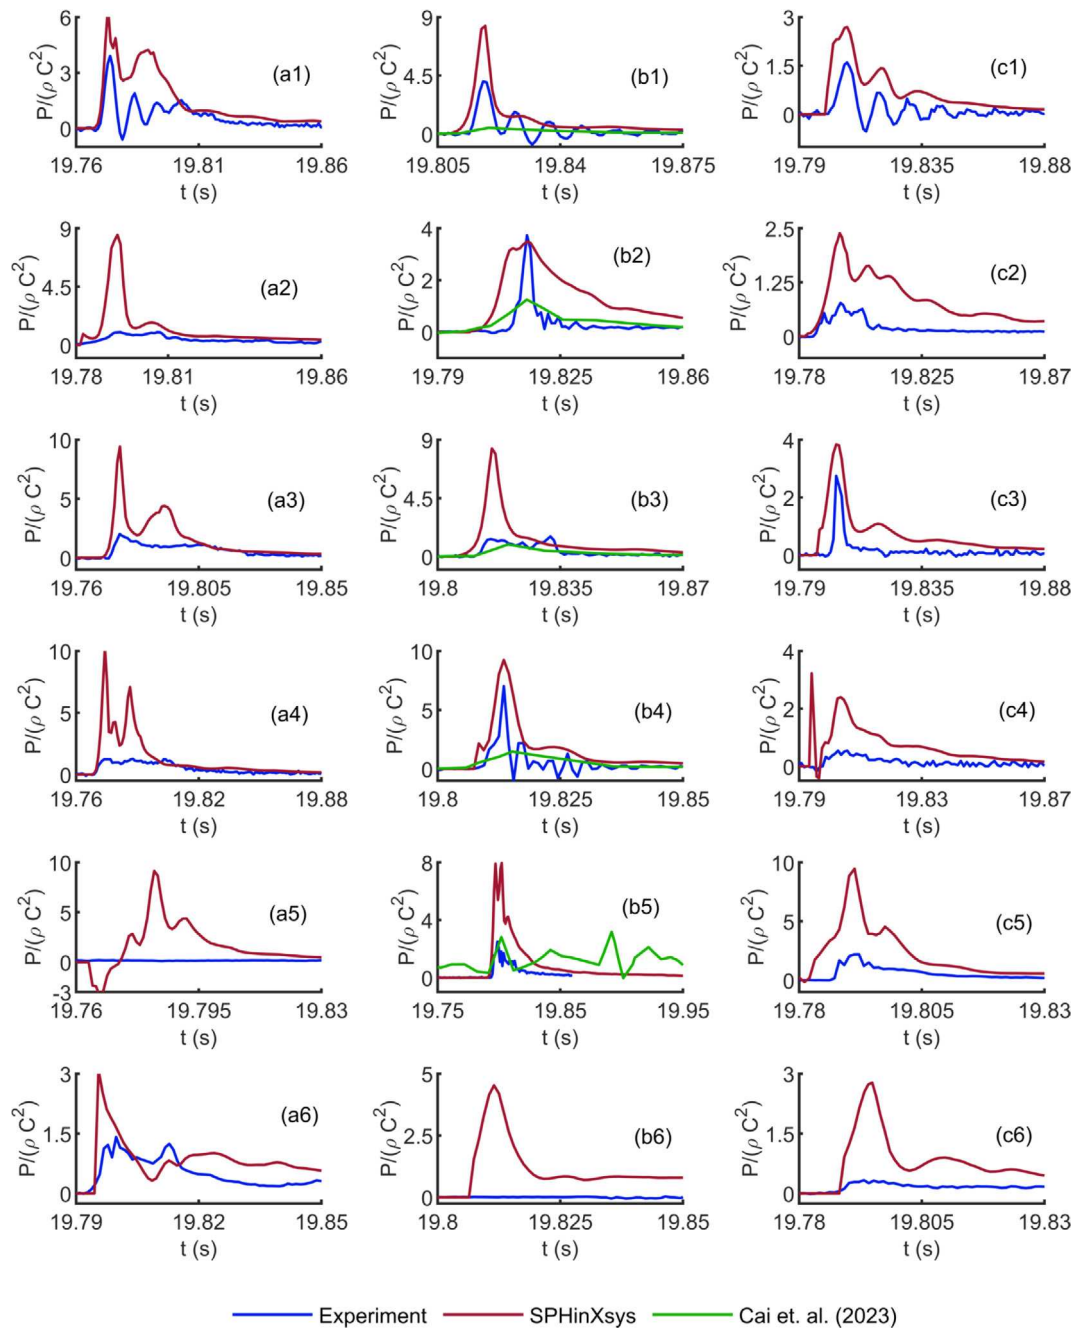 P/(ρ C²) 6 3 0 (a1) 19.76 19.81 19.86 t (s)
P/(ρ C²) 9 4.5 0 (b1) 19.805 19.84 19.875 t (s)
P/(ρ C²) 3 1.5 0 (c1) 19.79 19.835 19.88 t (s)
P/(ρ C²) 9 4.5 0 (a2) 19.78 19.81 19.86 t (s)
P/(ρ C²) 4 2 0 (b2) 19.79 19.825 19.86 t (s)
P/(ρ C²) 2.5 1.25 0 (c2) 19.78 19.825 19.87 t (s)
P/(ρ C²) 10 5 0 (a3) 19.76 19.805 19.85 t (s)
P/(ρ C²) 9 4.5 0 (b3) 19.8 19.835 19.87 t (s)
P/(ρ C²) 4 2 0 (c3) 19.79 19.835 19.88 t (s)
P/(ρ C²) 10 5 0 (a4) 19.76 19.82 19.88 t (s)
P/(ρ C²) 10 5 0 (b4) 19.8 19.825 19.85 t (s)
P/(ρ C²) 4 2 0 (c4) 19.79 19.83 19.87 t (s)
P/(ρ C²) 10 5 0 -3 (a5) 19.76 19.795 19.83 t (s)
P/(ρ C²) 8 4 0 (b5) 19.75 19.85 19.95 t (s)
P/(ρ C²) 10 5 0 (c5) 19.78 19.805 19.83 t (s)
P/(ρ C²) 3 1.5 0 (a6) 19.79 19.82 19.85 t (s)
P/(ρ C²) 5 2.5 0 (b6) 19.8 19.825 19.85 t (s)
P/(ρ C²) 3 1.5 0 (c6) 19.78 19.805 19.83 t (s)
Experiment SPHinXsys Cai et. al. (2023)